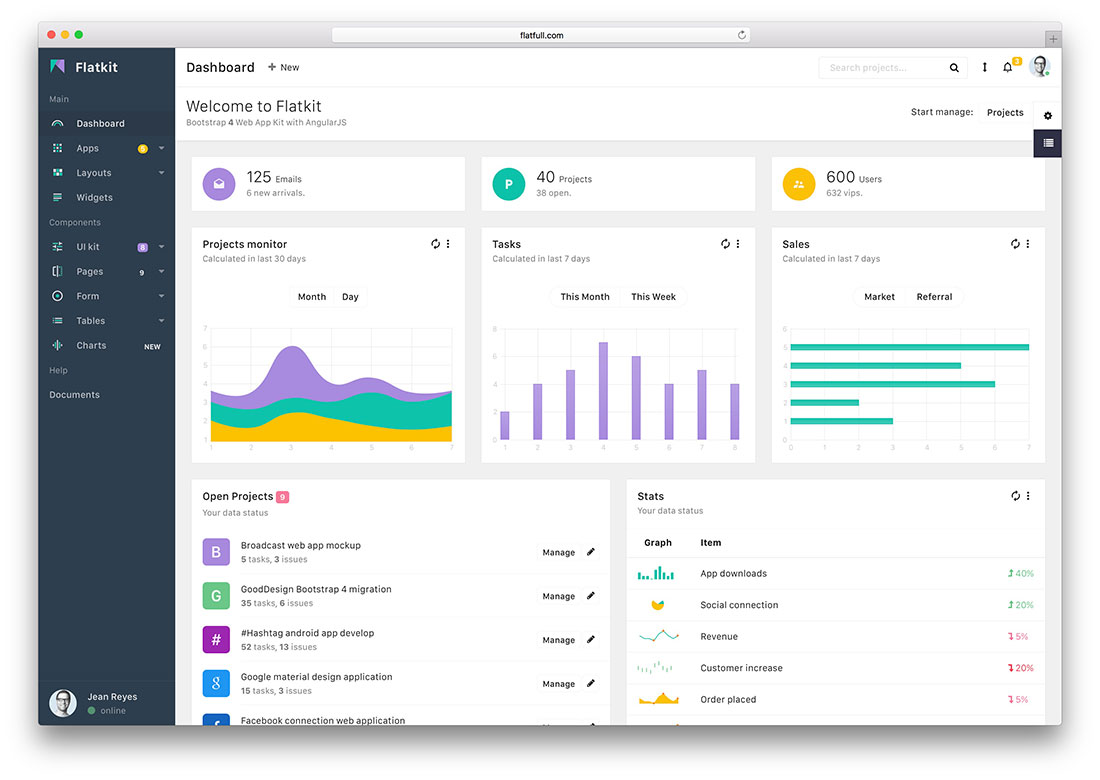 flatfull.com
Flatkit
Main
Dashboard
Apps 5
Layouts
Widgets
Components
UI kit 8
Pages 9
Form
Tables
Charts NEW
Help
Documents
Jean Reyes
online
Dashboard + New
Search projects...
3
Welcome to Flatkit
Bootstrap 4 Web App Kit with AngularJS
Start manage: Projects
125 Emails
6 new arrivals.
P
40 Projects
38 open.
600 Users
632 vips.
Projects monitor
Calculated in last 30 days
Month Day
7
6
5
4
3
2
1
1 2 3 4 5 6 7
Tasks
Calculated in last 7 days
This Month This Week
8
6
4
2
0
1 2 3 4 5 6 7 8
Sales
Calculated in last 7 days
Market Referral
6
5
4
3
2
1
0
0 1 2 3 4 5 6 7
Open Projects 9
Your data status
B
Broadcast web app mockup
5 tasks, 3 issues
Manage
G
GoodDesign Bootstrap 4 migration
35 tasks, 6 issues
Manage
#
#Hashtag android app develop
52 tasks, 13 issues
Manage
g
Google material design application
15 tasks, 3 issues
Manage
f
Facebook connection web application
Stats
Your data status
Graph Item
App downloads 40%
Social connection 20%
Revenue 5%
Customer increase 20%
Order placed 5%